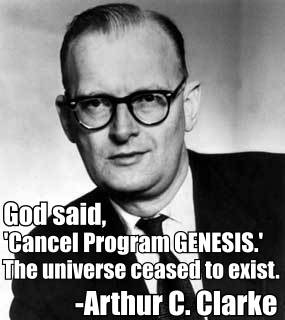 God said,
'Cancel Program GENESIS.'
The universe ceased to exist.
-Arthur C. Clarke